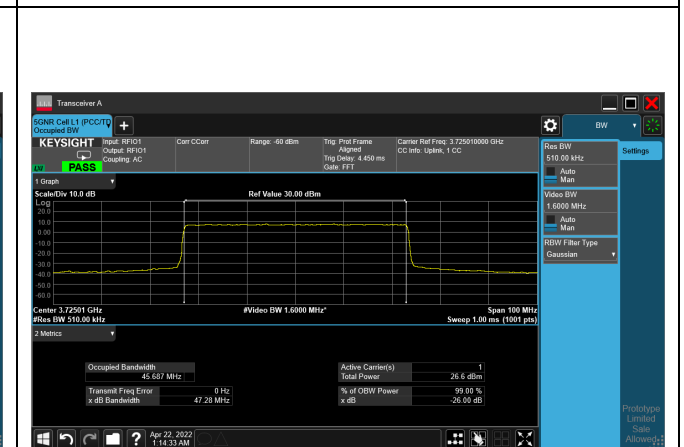 Transceiver A
5GNR Cell L1 (PCC/TD
Occupied BW
+
BW
KEYSIGHT
Input: RFIO1
Output: RFIO1
Coupling: AC
Corr CCorr
Range: -60 dBm
Trig: Prot Frame
Aligned
Trig Delay: 4.450 ms
Gate: FFT
Carrier Ref Freq: 3.725010000 GHz
CC Info: Uplink, 1 CC
PASS
Res BW
510.00 kHz
Auto
Man
Settings
Video BW
1.6000 MHz
Auto
Man
RBW Filter Type
Gaussian
1 Graph
Scale/Div 10.0 dB
Ref Value 30.00 dBm
Log
20.0
10.0
0.00
-10.0
-20.0
-30.0
-40.0
-50.0
-60.0
Center 3.72501 GHz
#Video BW 1.6000 MHz*
Span 100 MHz
#Res BW 510.00 kHz
Sweep 1.00 ms (1001 pts)
2 Metrics
Occupied Bandwidth
45.687 MHz
Active Carrier(s) 1
Total Power 26.6 dBm
Transmit Freq Error 0 Hz
x dB Bandwidth 47.28 MHz
% of OBW Power 99.00 %
x dB -26.00 dB
Prototype
Limited
Sale
Allowed
?
Apr 22, 2022
1:14:33 AM